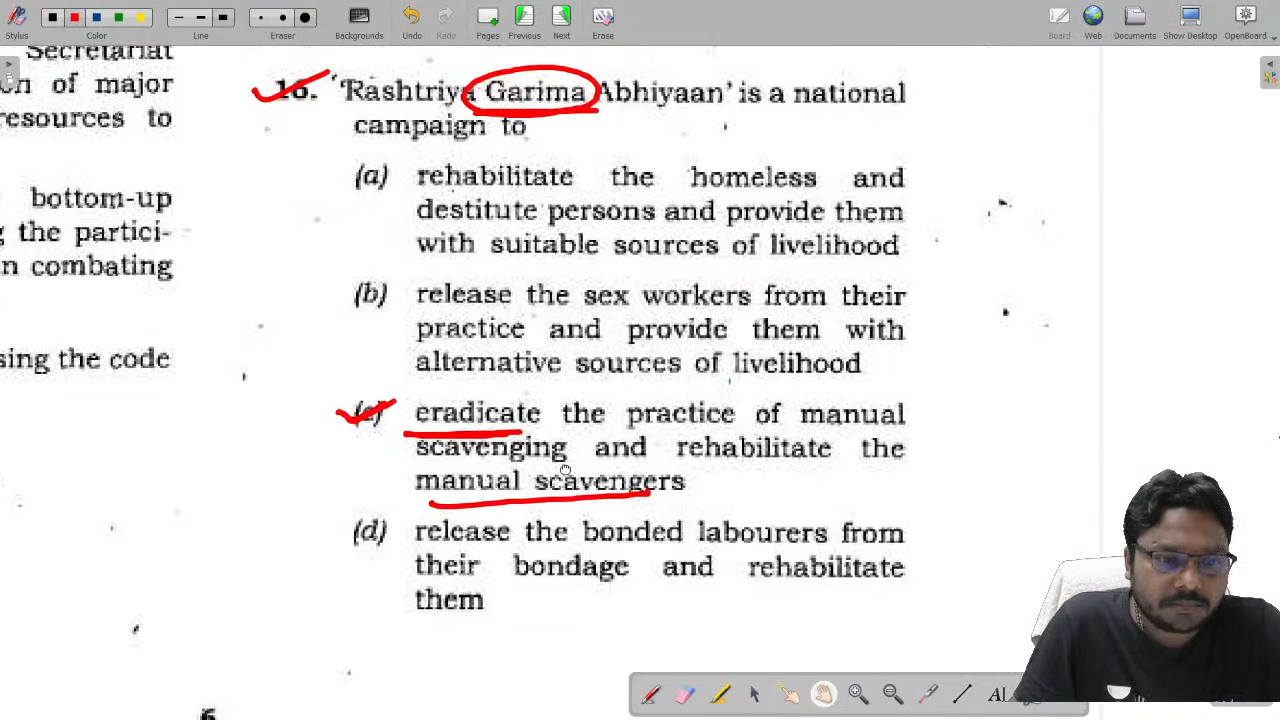 Stylus
Color
Line
Eraser
Backgrounds
Undo
Redo
Pages
Previous
Next
Erase
Board
Web
Documents
Show Desktop
OpenBoard
Secretariat
on of major
resources to
bottom-up
g the partici-
n combating
sing the code
16. 'Rashtriya Garima Abhiyaan' is a national
campaign to
(a) rehabilitate the homeless and
destitute persons and provide them
with suitable sources of livelihood
(b) release the sex workers from their
practice and provide them with
alternative sources of livelihood
(c) eradicate the practice of manual
scavenging and rehabilitate the
manual scavengers
(d) release the bonded labourers from
their bondage and rehabilitate
them
6